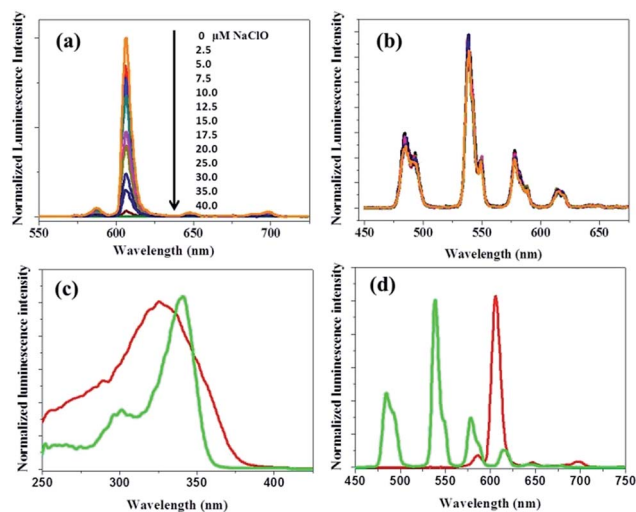 (a)
0 μM NaClO
2.5
5.0
7.5
10.0
12.5
15.0
17.5
20.0
25.0
30.0
35.0
40.0
Normalized Luminescence Intensity
550 600 650 700
Wavelength (nm)
(b)
Normalized Luminescence Intensity
450 500 550 600 650
Wavelength (nm)
(c)
Normalized luminescence intensity
250 300 350 400
Wavelength (nm)
(d)
Normalized luminescence intensity
450 500 550 600 650 700 750
Wavelength (nm)